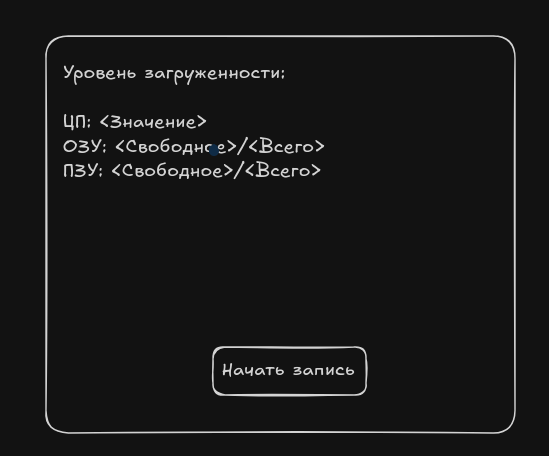 Уровень загруженности:
ЦП: <Значение>
ОЗУ: <Свободное>/<Всего>
ПЗУ: <Свободное>/<Всего>
Начать запись